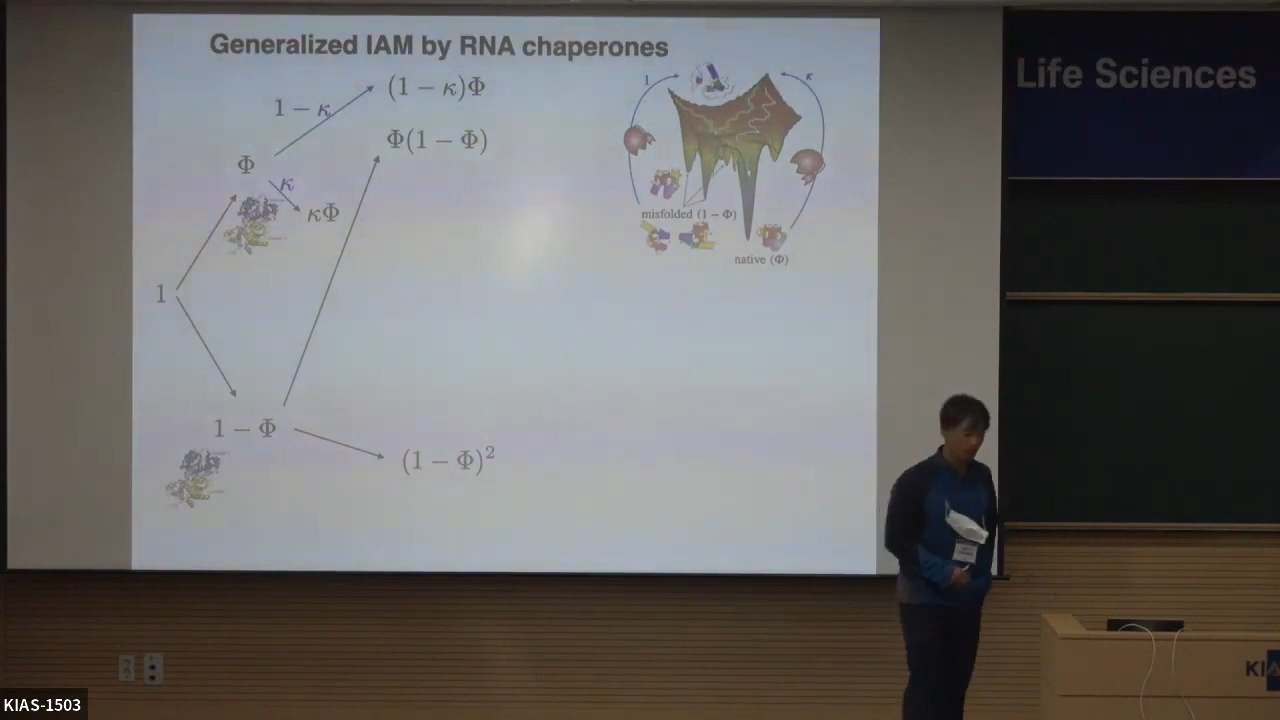 Generalized IAM by RNA chaperones
Life Sciences
(1 − κ)Φ
1 − κ
Φ(1 − Φ)
Φ
κ
κΦ
1
1 − Φ
(1 − Φ)²
1
κ
misfolded (1 − Φ)
native (Φ)
KIAS-1503